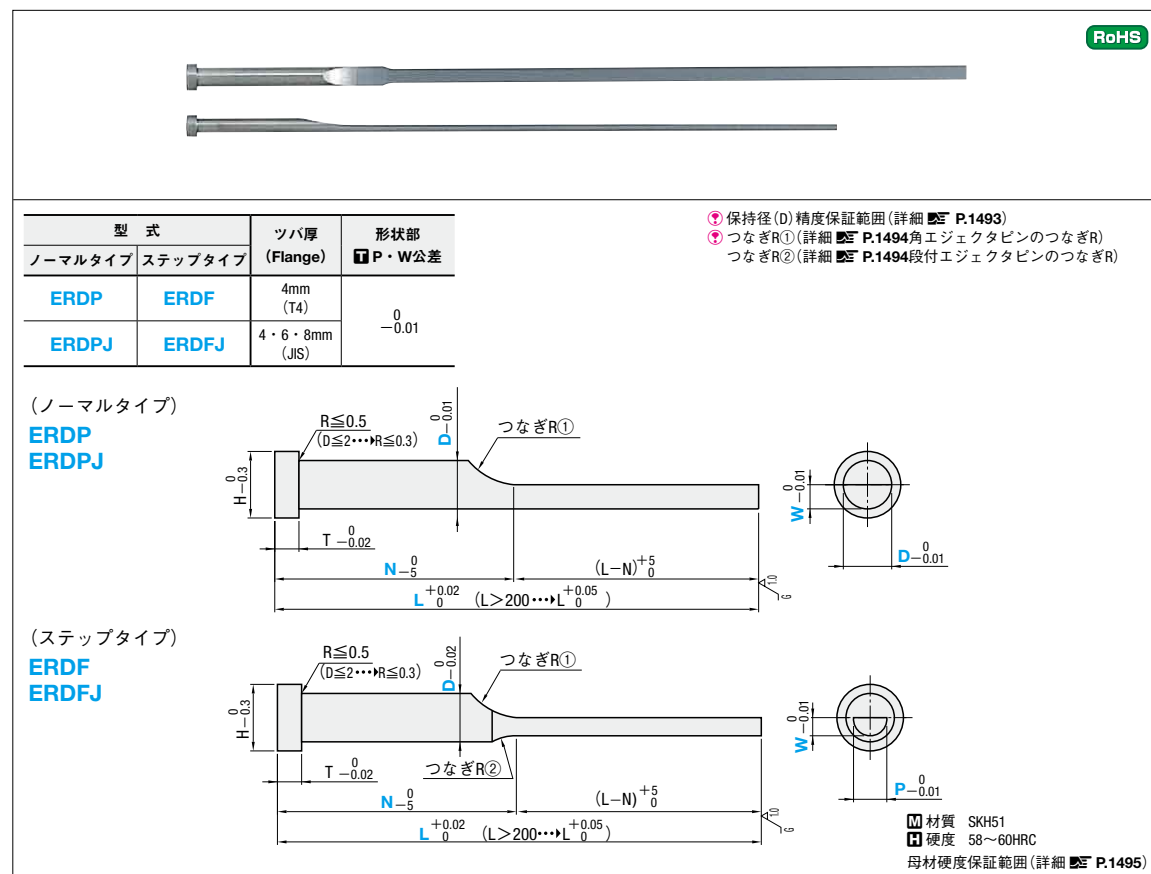 RoHS
型 式 ツバ厚 (Flange) 形状部 T P・W公差
ノーマルタイプ ステップタイプ
ERDP ERDF 4mm (T4) 0 −0.01
ERDPJ ERDFJ 4・6・8mm (JIS)
保持径(D)精度保証範囲(詳細 P.1493)
つなぎR①(詳細 P.1494角エジェクタピンのつなぎR)
つなぎR②(詳細 P.1494段付エジェクタピンのつなぎR)
(ノーマルタイプ)
ERDP
ERDPJ
R≦0.5
(D≦2・・・R≦0.3)
D 0 −0.01
つなぎR①
H 0 −0.3
T 0 −0.02
N 0 −5
(L−N) +5 0
L +0.02 0 (L>200・・・L +0.05 0 )
1.0
G
W 0 −0.01
D 0 −0.01
(ステップタイプ)
ERDF
ERDFJ
R≦0.5
(D≦2・・・R≦0.3)
D 0 −0.02
つなぎR①
H 0 −0.3
T 0 −0.02
つなぎR②
N 0 −5
(L−N) +5 0
L +0.02 0 (L>200・・・L +0.05 0 )
1.0
G
W 0 −0.01
P 0 −0.01
M 材質 SKH51
H 硬度 58〜60HRC
母材硬度保証範囲(詳細 P.1495)